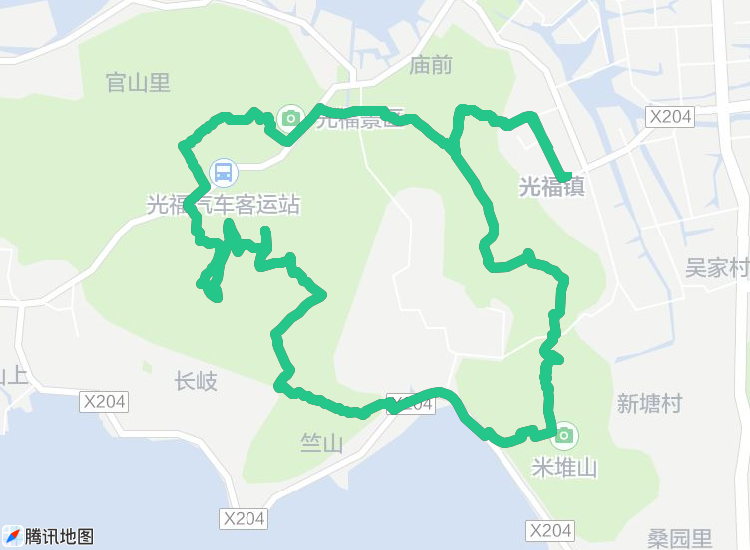 庙前
官山里
X204
光福景区
光福镇
光福汽车客运站
吴家村
长岐
山上
X204
X204
新塘村
竺山
米堆山
X204
X204
桑园里
腾讯地图